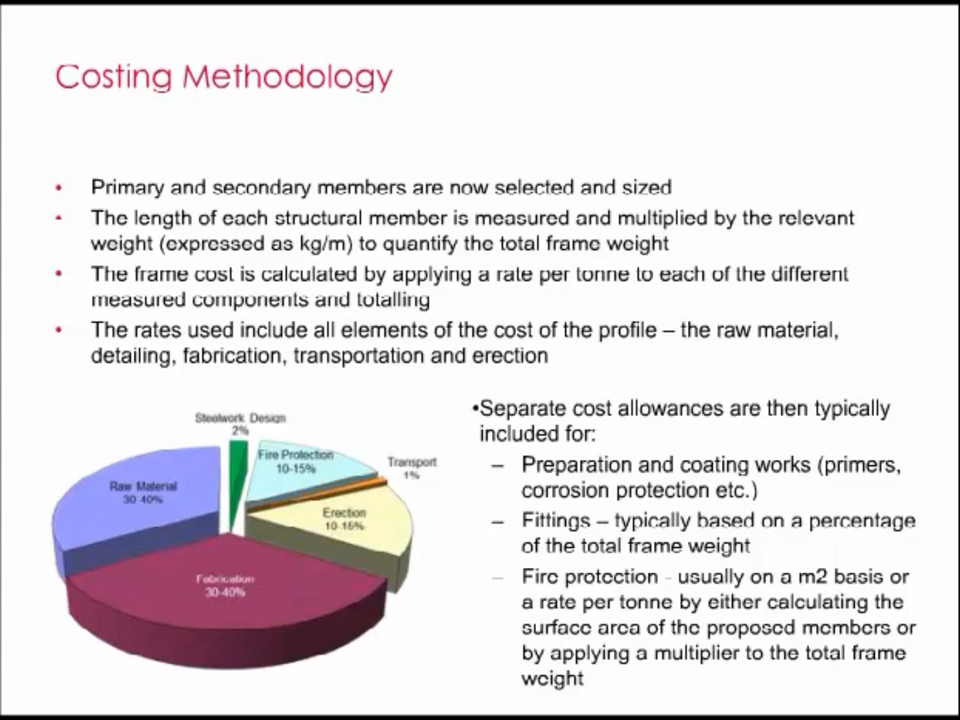 Costing Methodology
• Primary and secondary members are now selected and sized
• The length of each structural member is measured and multiplied by the relevant
weight (expressed as kg/m) to quantify the total frame weight
• The frame cost is calculated by applying a rate per tonne to each of the different
measured components and totalling
• The rates used include all elements of the cost of the profile – the raw material,
detailing, fabrication, transportation and erection
Steelwork Design
2%
Fire Protection
10-15%
Transport
1%
Raw Material
30-40%
Erection
10-15%
Fabrication
30-40%
•Separate cost allowances are then typically
included for:
– Preparation and coating works (primers,
corrosion protection etc.)
– Fittings – typically based on a percentage
of the total frame weight
– Fire protection - usually on a m2 basis or
a rate per tonne by either calculating the
surface area of the proposed members or
by applying a multiplier to the total frame
weight